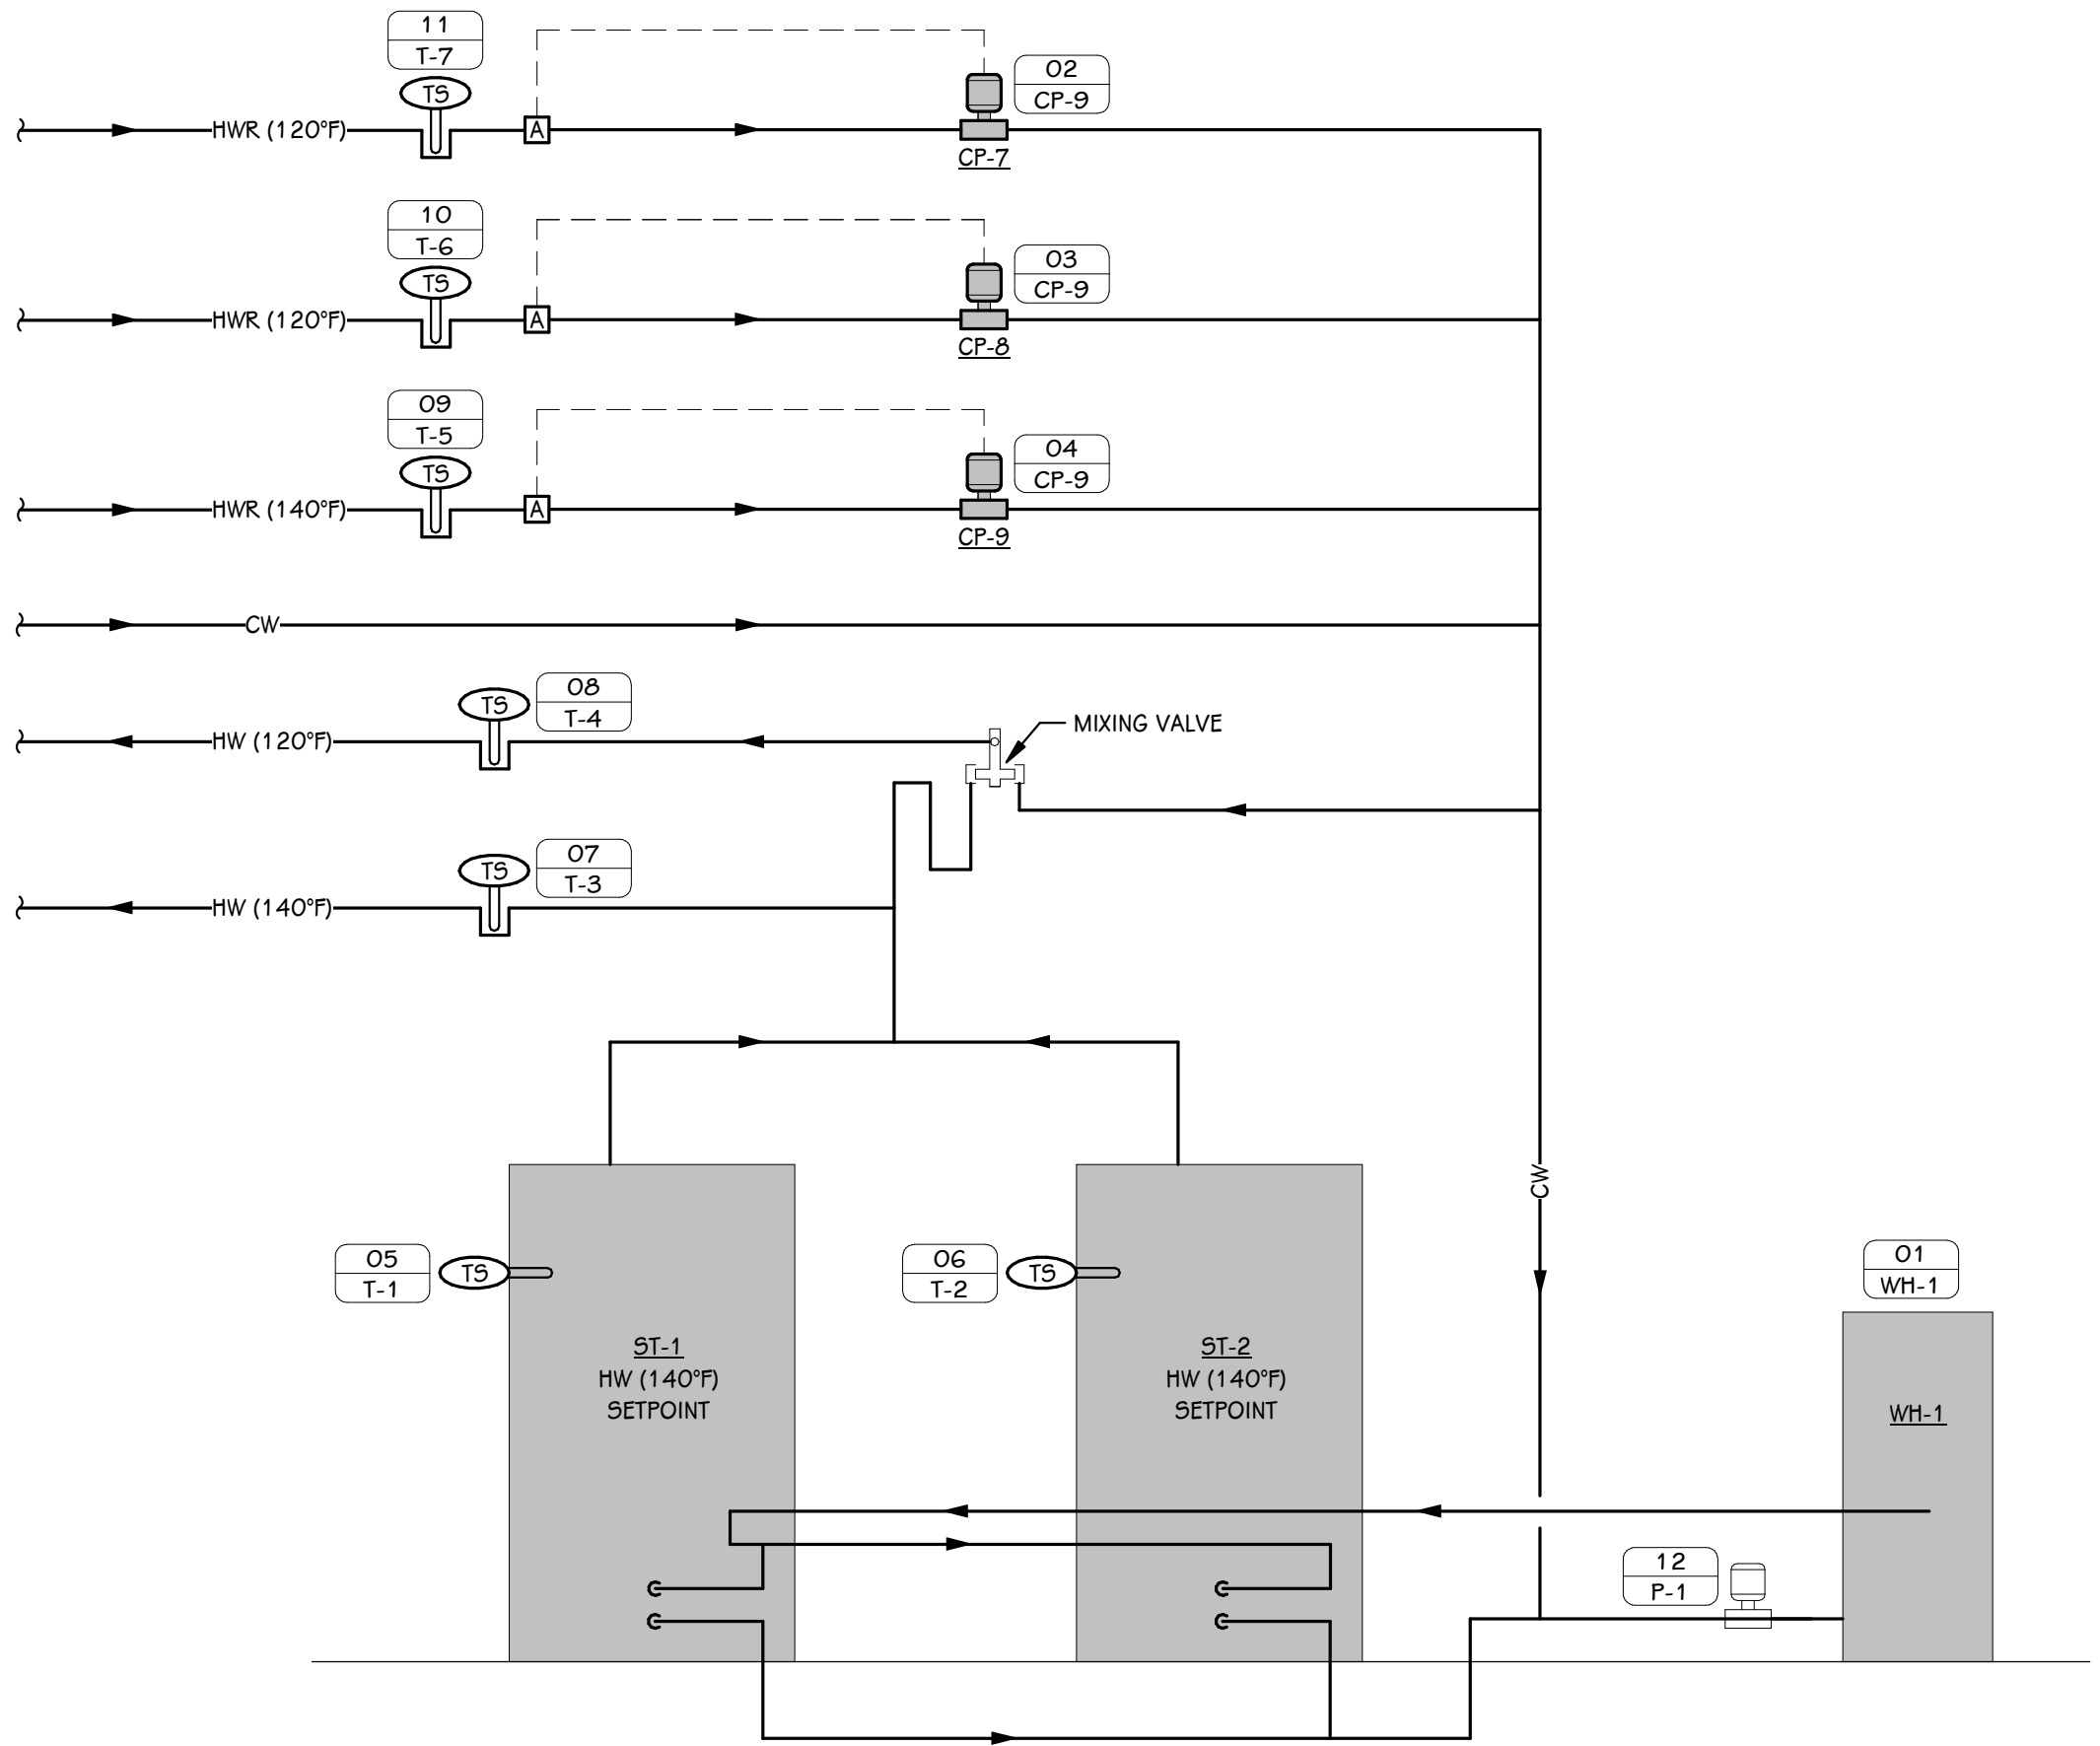 11
T-7
TS
HWR (120°F)
A
02
CP-9
CP-7
10
T-6
TS
HWR (120°F)
A
03
CP-9
CP-8
09
T-5
TS
HWR (140°F)
A
04
CP-9
CP-9
CW
TS
08
T-4
HW (120°F)
MIXING VALVE
TS
07
T-3
HW (140°F)
CW
05
T-1
TS
06
T-2
TS
01
WH-1
ST-1
HW (140°F)
SETPOINT
ST-2
HW (140°F)
SETPOINT
WH-1
12
P-1